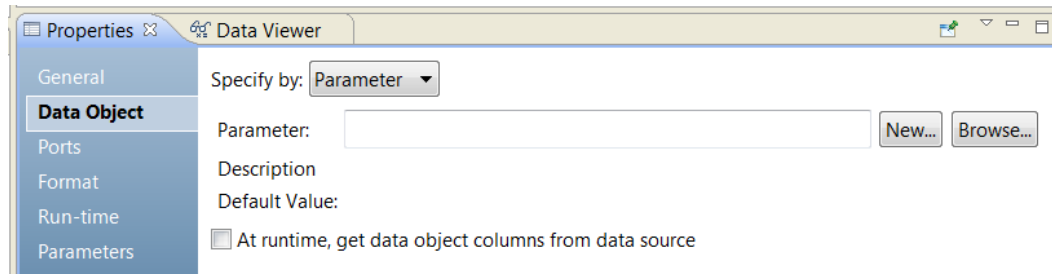 Properties Data Viewer
General
Data Object
Ports
Format
Run-time
Parameters
Specify by: Parameter
Parameter: New... Browse...
Description
Default Value:
At runtime, get data object columns from data source